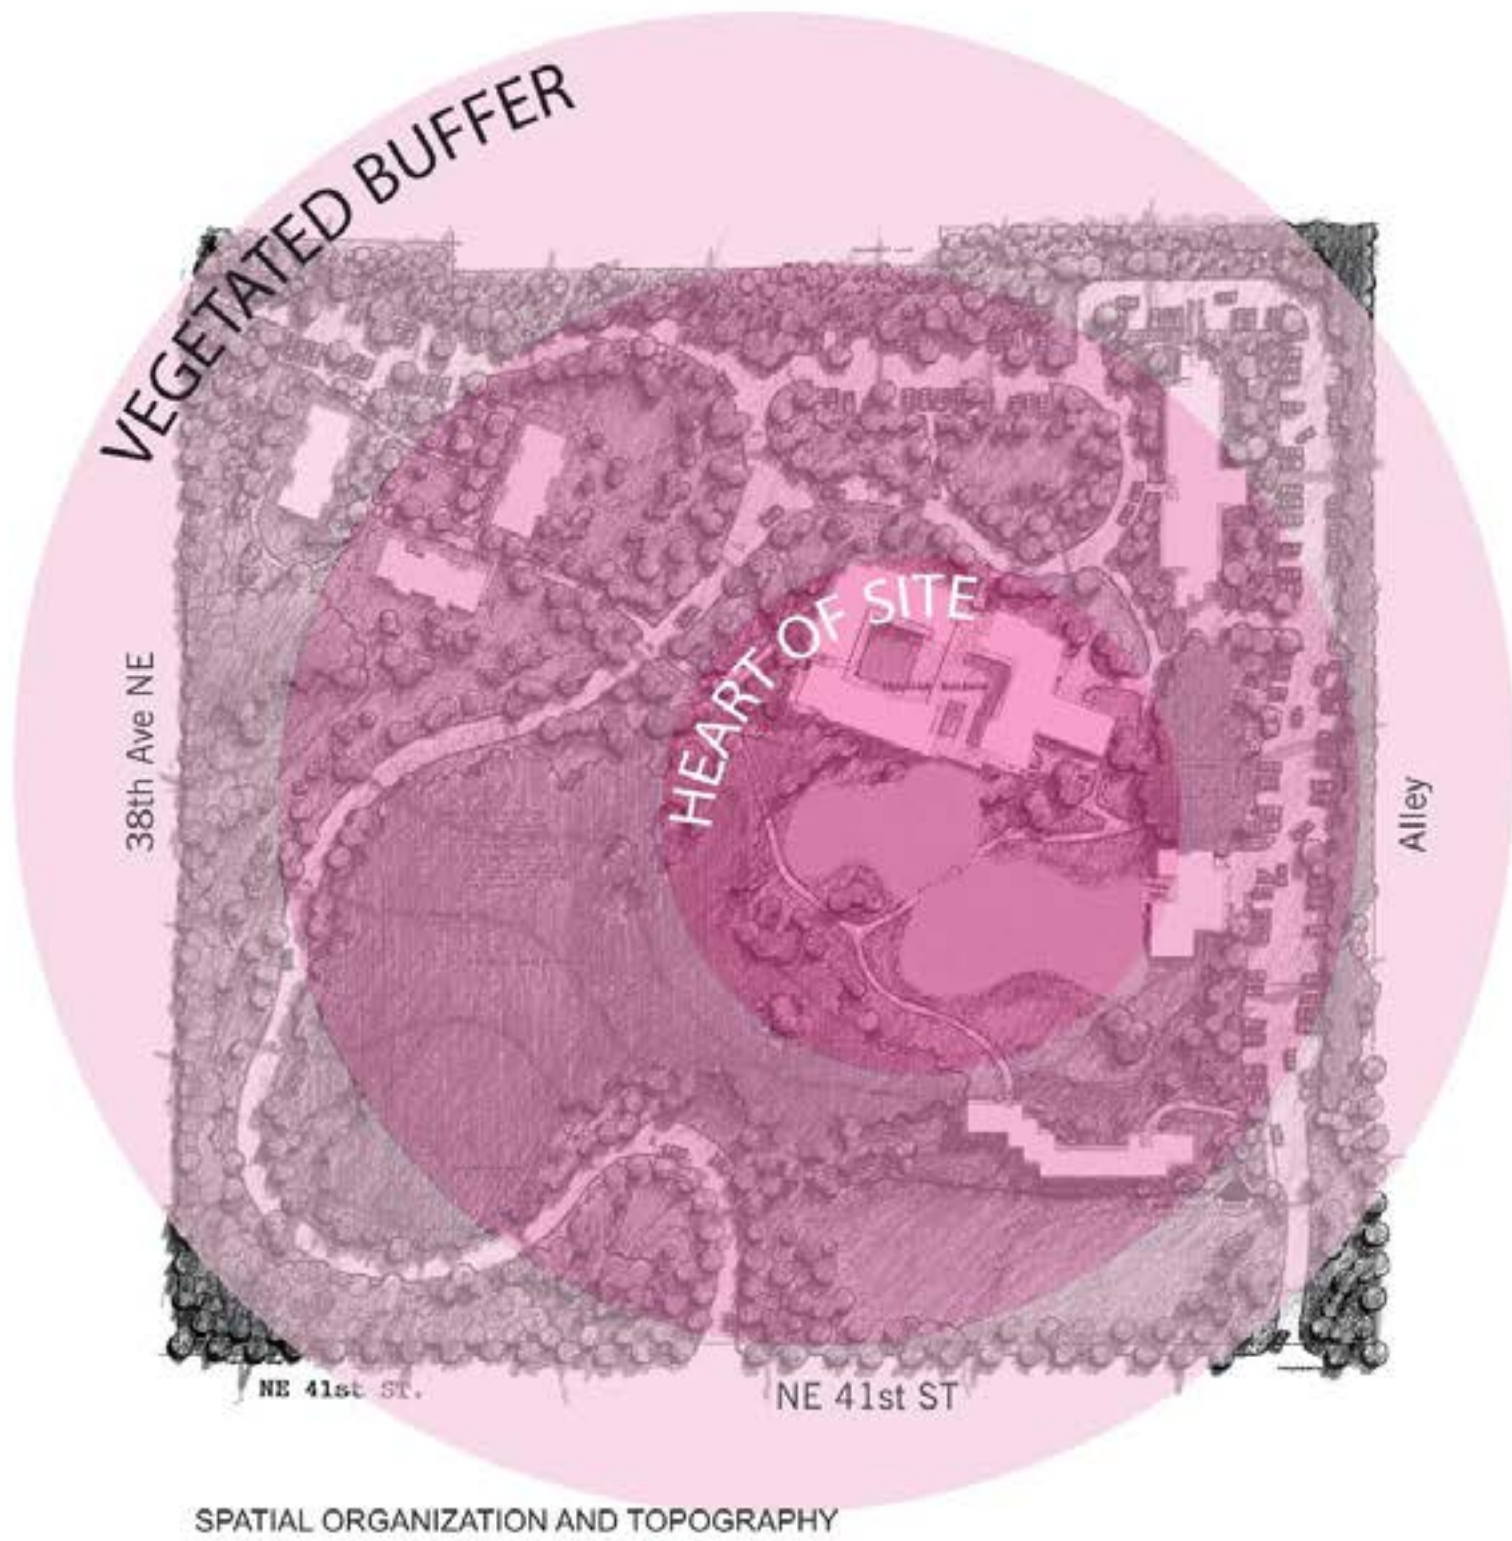 VEGETATED BUFFER
HEART OF SITE
38th Ave NE
Alley
NE 41st ST.
NE 41st ST
SPATIAL ORGANIZATION AND TOPOGRAPHY